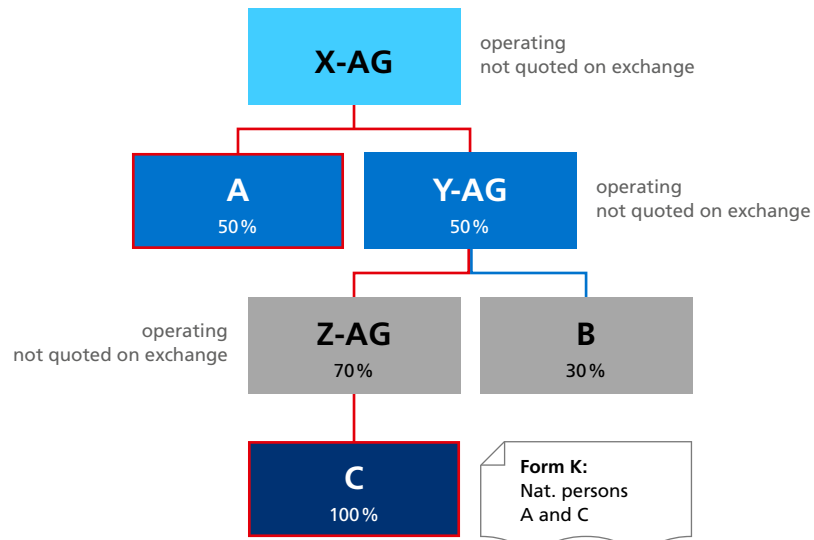 X-AG
operating
not quoted on exchange
A
50%
Y-AG
50%
operating
not quoted on exchange
operating
not quoted on exchange
Z-AG
70%
B
30%
C
100%
Form K:
Nat. persons
A and C